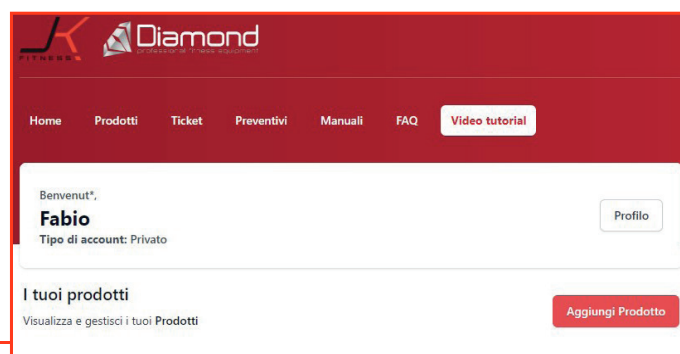 JK
FITNESS
Diamond
professional fitness equipment
Home Prodotti Ticket Preventivi Manuali FAQ Video tutorial
Benvenut*,
Fabio
Profilo
Tipo di account: Privato
I tuoi prodotti
Aggiungi Prodotto
Visualizza e gestisci i tuoi Prodotti